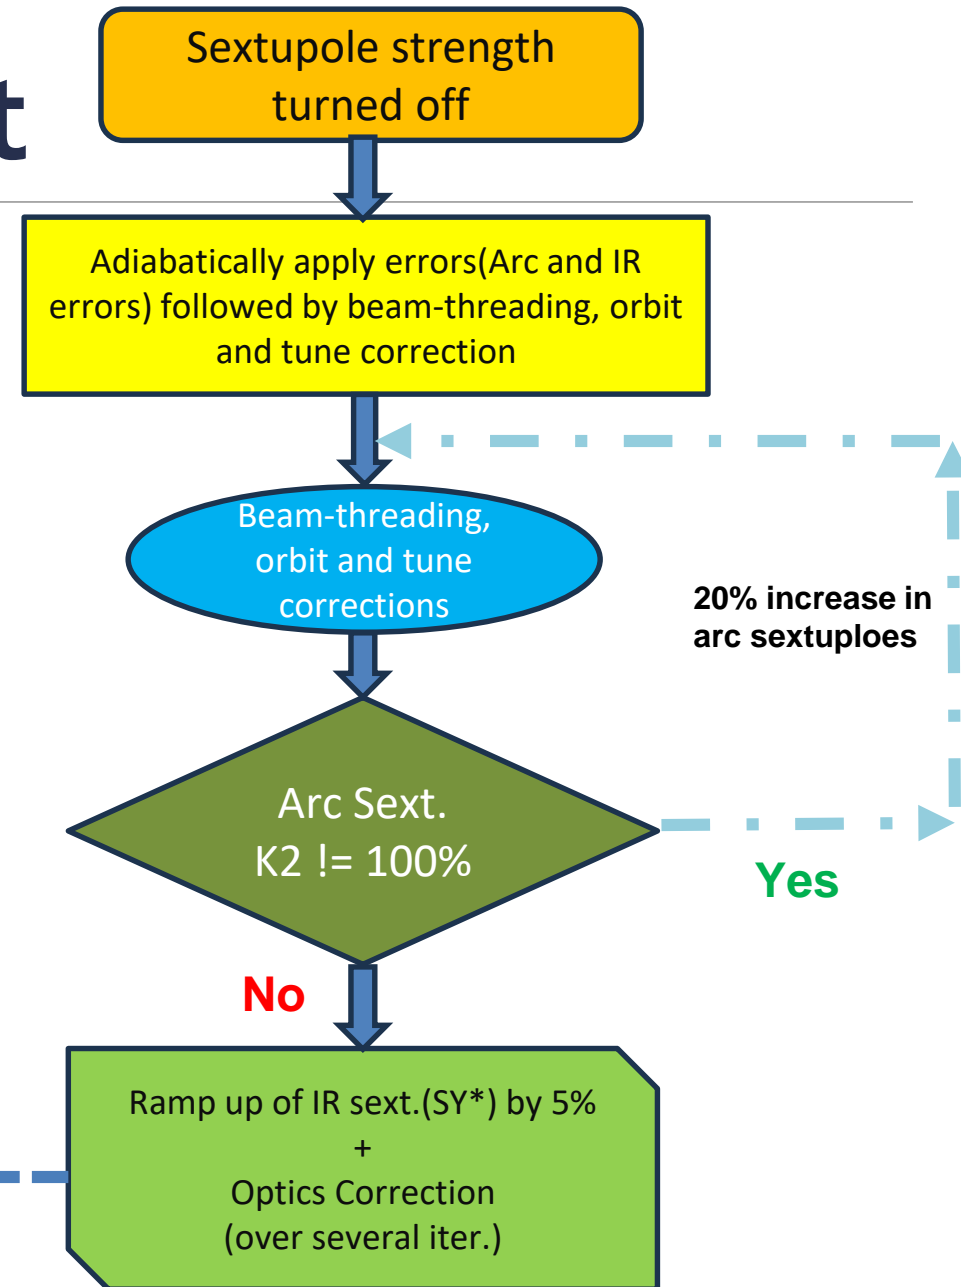 t
Sextupole strength
turned off
Adiabatically apply errors(Arc and IR
errors) followed by beam-threading, orbit
and tune correction
Beam-threading,
orbit and tune
corrections
20% increase in
arc sextuploes
Arc Sext.
K2 != 100%
Yes
No
Ramp up of IR sext.(SY*) by 5%
+
Optics Correction
(over several iter.)